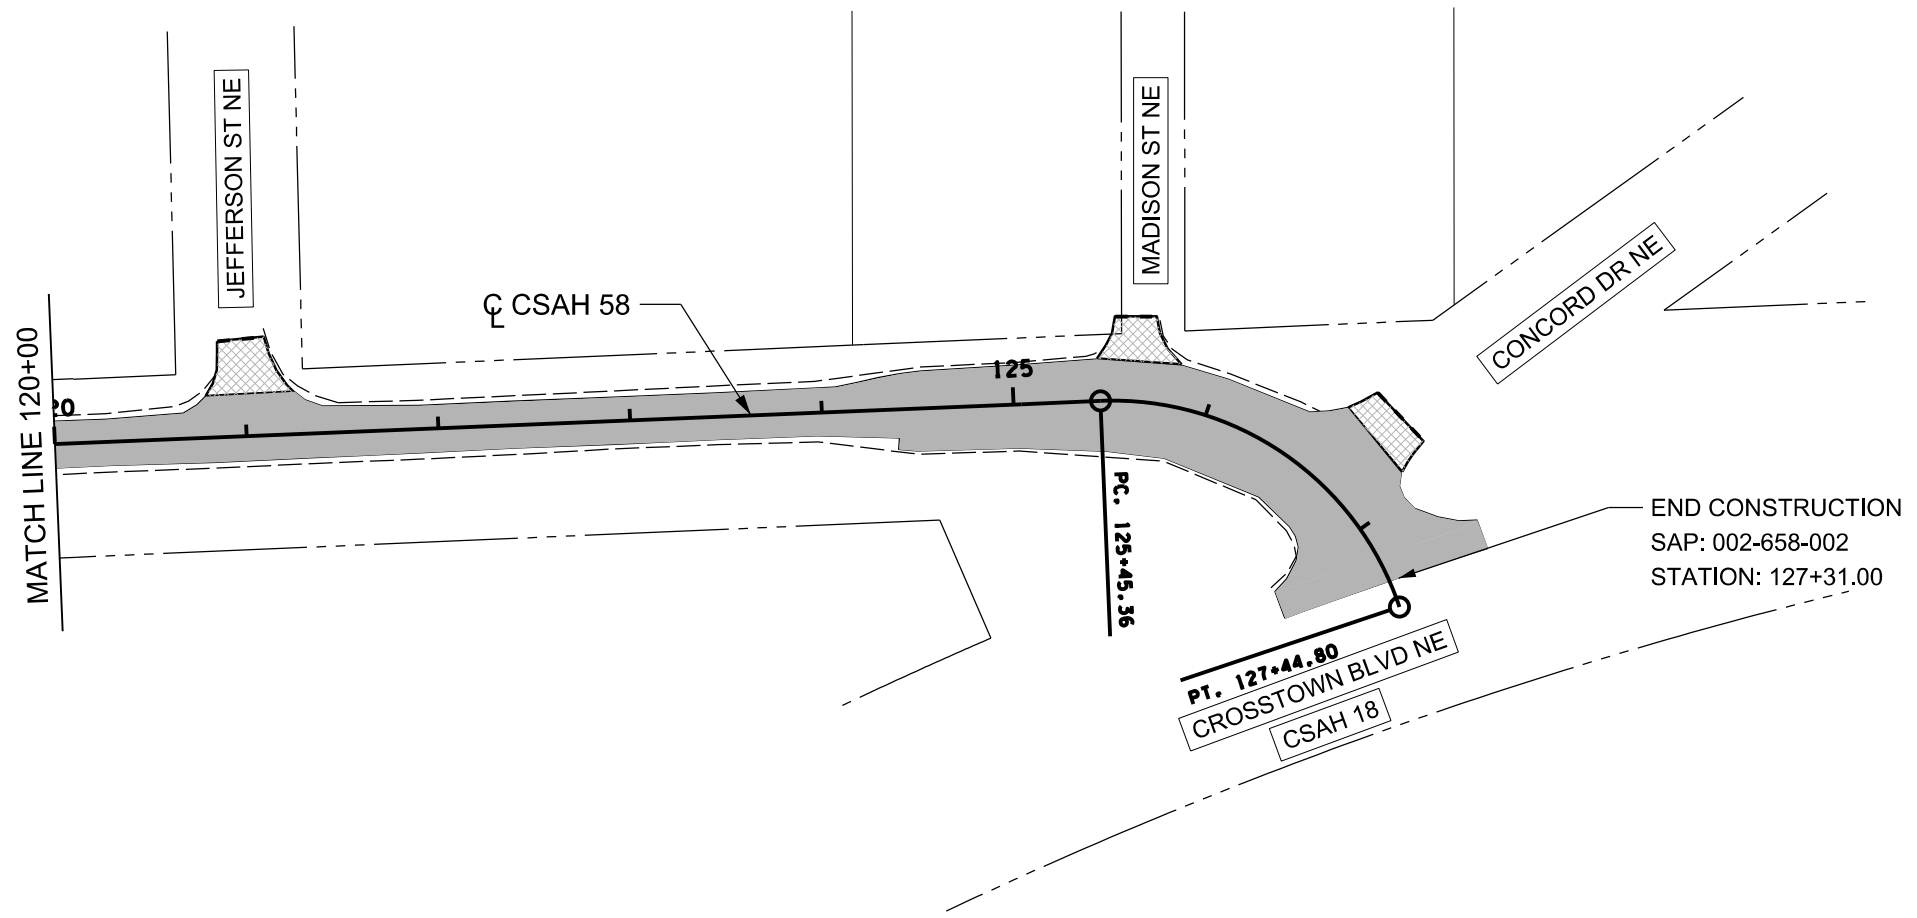 JEFFERSON ST NE
MADISON ST NE
CONCORD DR NE
℄ CSAH 58
MATCH LINE 120+00
20
125
PC. 125+45.36
END CONSTRUCTION
SAP: 002-658-002
STATION: 127+31.00
PT. 127+44.80
CROSSTOWN BLVD NE
CSAH 18